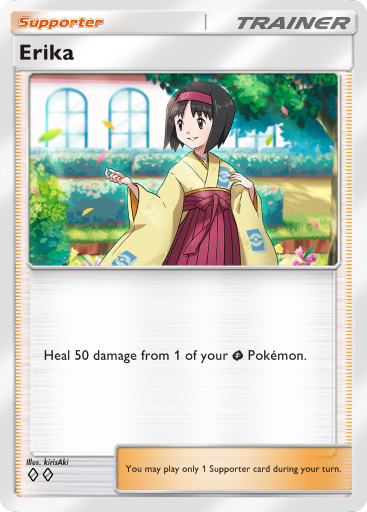 Supporter
TRAINER
Erika
Heal 50 damage from 1 of your Pokémon.
Illus. kirisAki
You may play only 1 Supporter card during your turn.